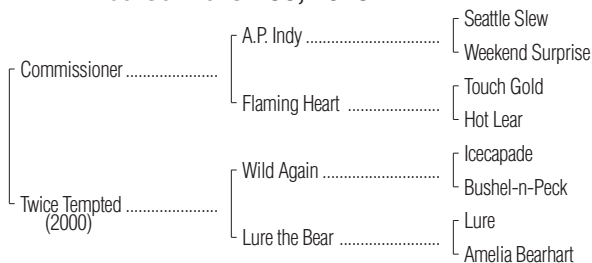 Seattle Slew
A.P. Indy
Weekend Surprise
Commissioner
Touch Gold
Flaming Heart
Hot Lear
Icecapade
Wild Again
Bushel-n-Peck
Twice Tempted
(2000)
Lure
Lure the Bear
Amelia Bearhart